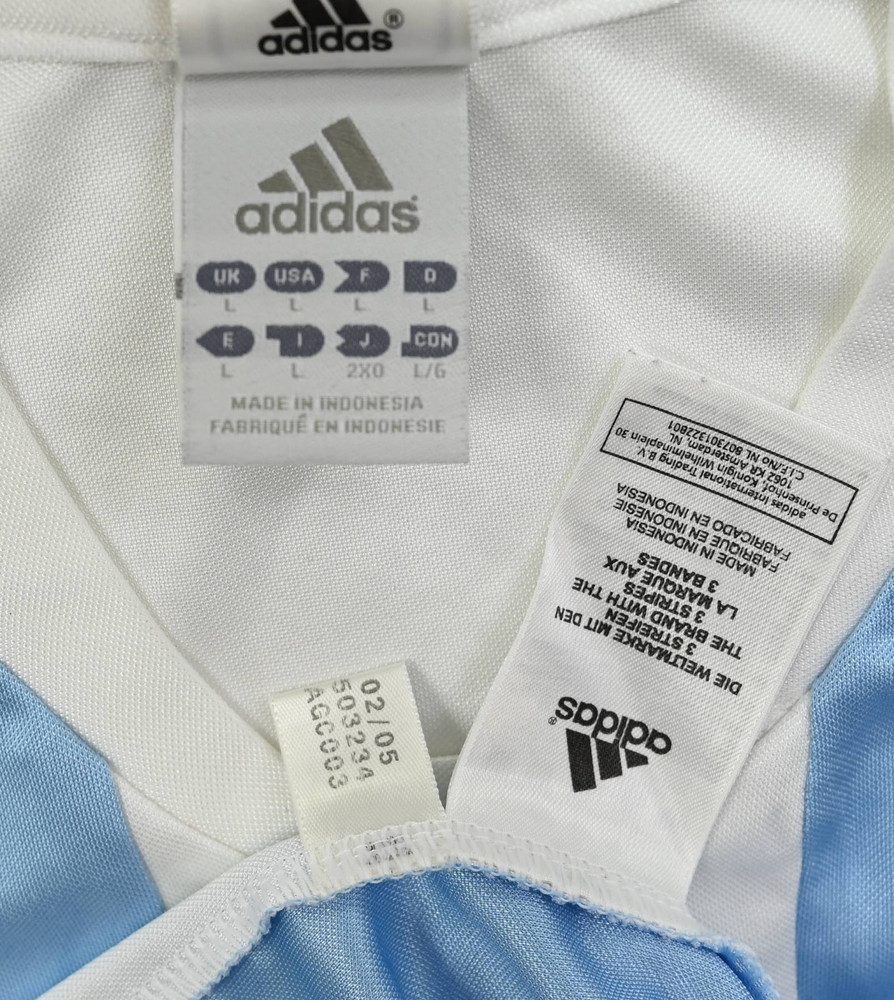 adidas®
adidas
UK USA F D
L L L L
E I J CON
L L 2XO L/G
MADE IN INDONESIA
FABRIQUÉ EN INDONESIE
02/05
503234
AGC003
adidas®
DIE WELTMARKE MIT DEN
3 STREIFEN
THE BRAND WITH THE
3 STRIPES
LA MARQUE AUX
3 BANDES
MADE IN INDONESIA
FABRIQUE EN INDONESIE
FABRICADO EN INDONESIA
adidas International Trading B.V.
De Prinsenhof, Konigin Wilhelminaplein 30
1062 KR Amsterdam, NL
C.I.F./No NL 807301322B01